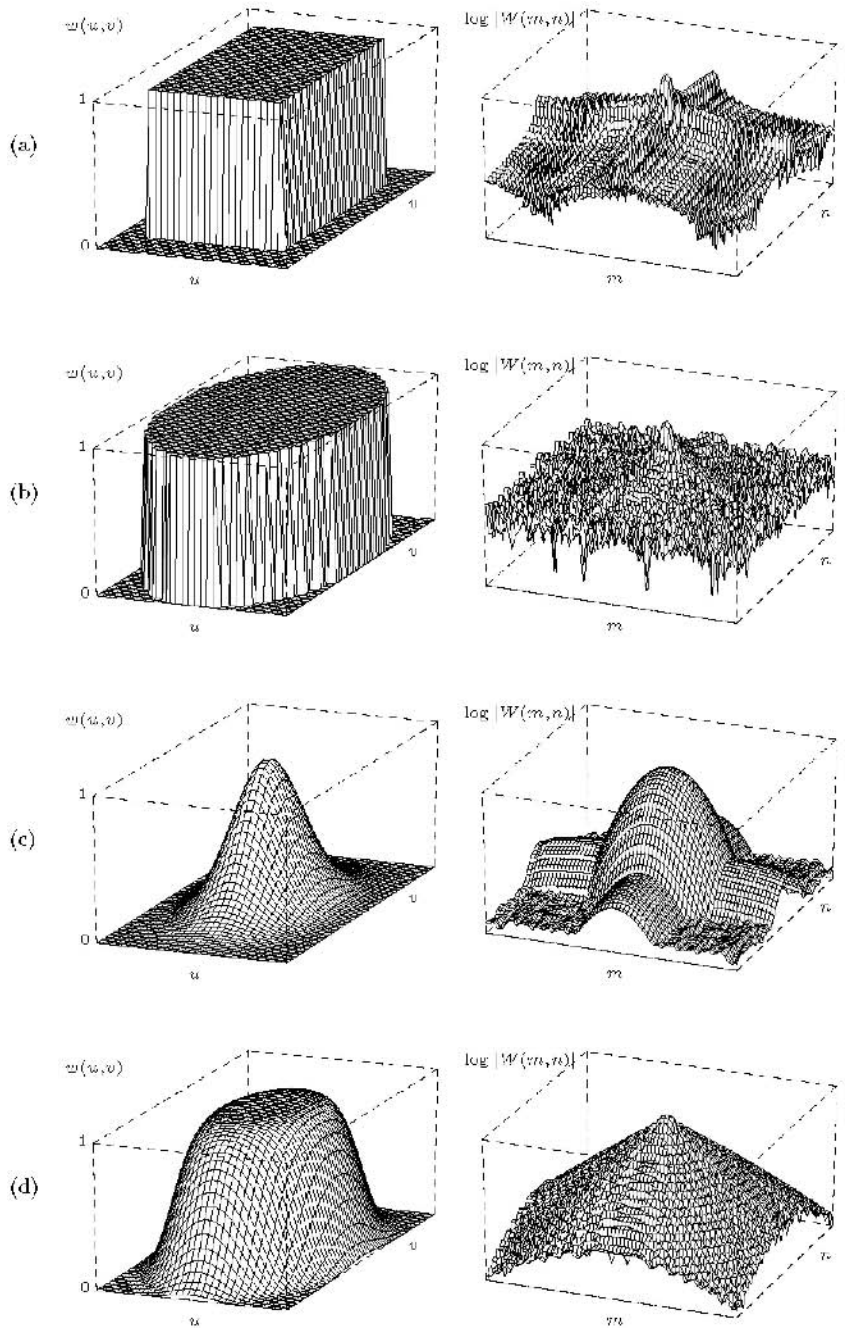 w(u,v)
log |W(m,n)|
1
(a)
v
n
0
u
m
w(u,v)
log |W(m,n)|
1
(b)
v
n
0
u
m
w(u,v)
log |W(m,n)|
1
(c)
v
n
0
u
m
w(u,v)
log |W(m,n)|
1
(d)
v
n
0
u
m